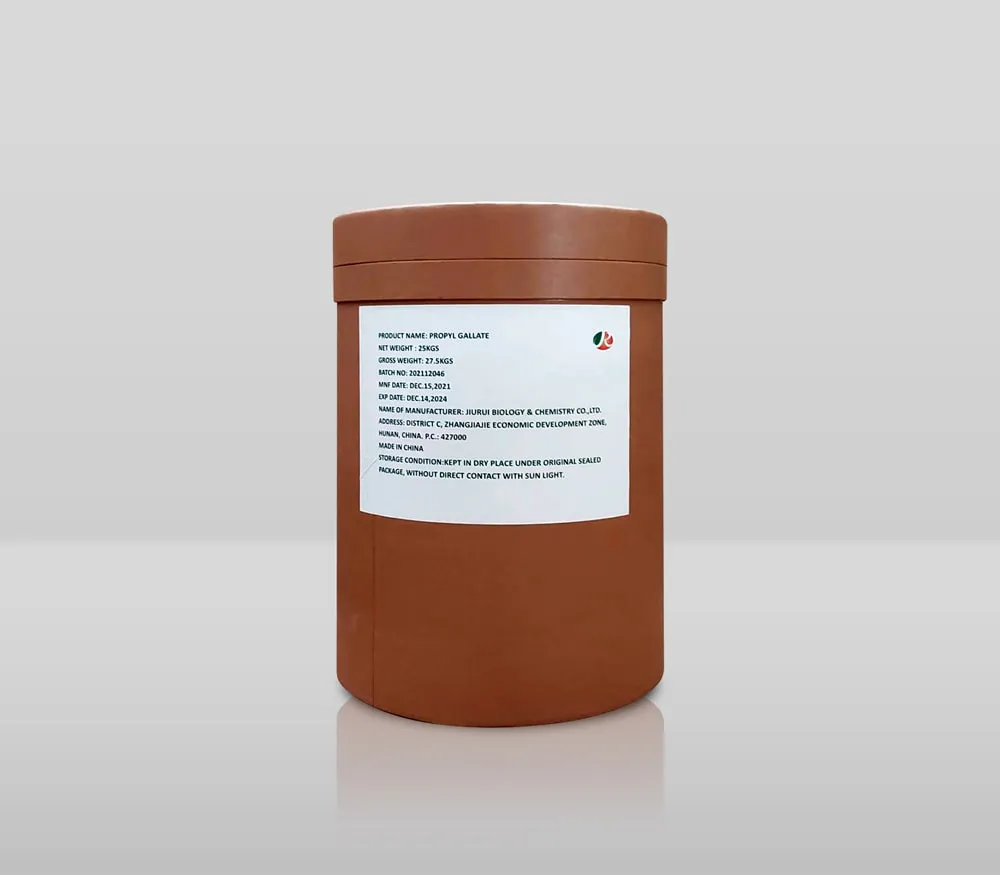 PRODUCT NAME: PROPYL GALLATE
NET WEIGHT : 25KGS
GROSS WEIGHT: 27.5KGS
BATCH NO: 202112046
MNF DATE: DEC.15,2021
EXP DATE: DEC.14,2024
NAME OF MANUFACTURER: JIURUI BIOLOGY & CHEMISTRY CO.,LTD.
ADDRESS: DISTRICT C, ZHANGJIAJIE ECONOMIC DEVELOPMENT ZONE,
HUNAN, CHINA. P.C.: 427000
MADE IN CHINA
STORAGE CONDITION:KEPT IN DRY PLACE UNDER ORIGINAL SEALED
PACKAGE, WITHOUT DIRECT CONTACT WITH SUN LIGHT.